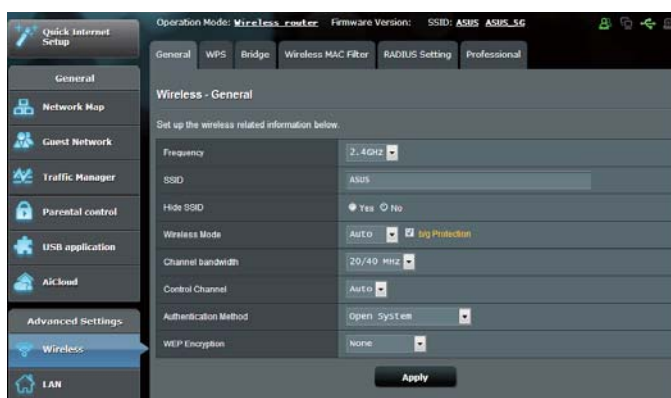 Quick Internet
Setup
Operation Mode: Wireless router Firmware Version: SSID: ASUS ASUS_5G
General WPS Bridge Wireless MAC Filter RADIUS Setting Professional
General
Network Map
Guest Network
Traffic Manager
Parental control
USB application
AiCloud
Advanced Settings
Wireless
LAN
Wireless - General
Set up the wireless related information below.
Frequency 2.4GHz
SSID ASUS
Hide SSID Yes No
Wireless Mode Auto b/g Protection
Channel bandwidth 20/40 MHz
Control Channel Auto
Authentication Method Open System
WEP Encryption None
Apply